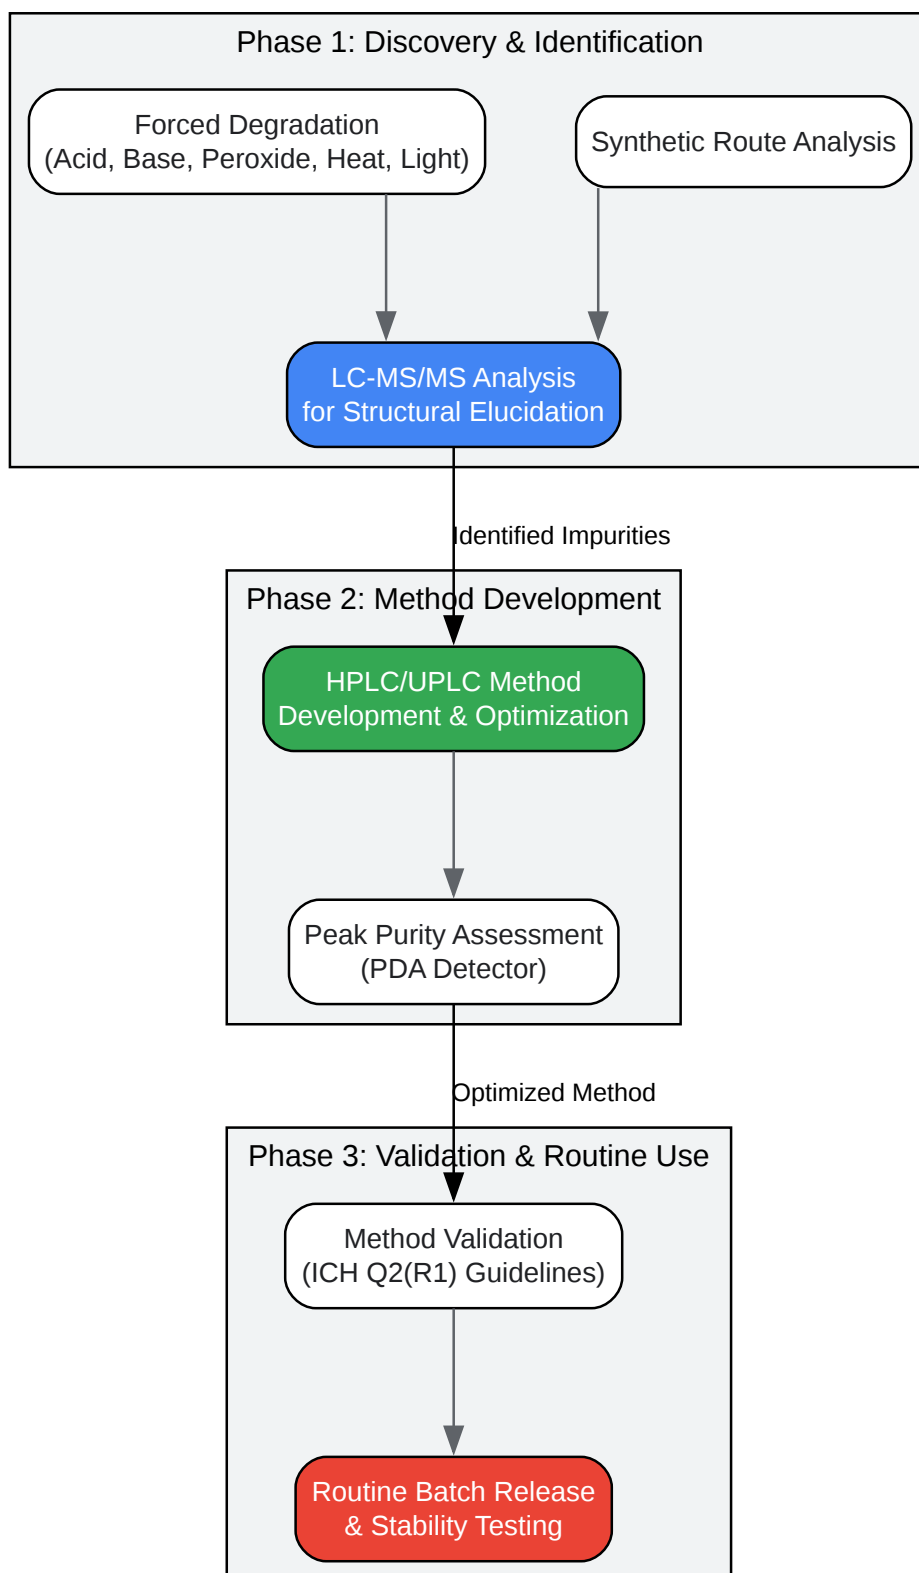 Phase 1: Discovery & Identification
Forced Degradation
(Acid, Base, Peroxide, Heat, Light)
Synthetic Route Analysis
LC-MS/MS Analysis
for Structural Elucidation
Identified Impurities
Phase 2: Method Development
HPLC/UPLC Method
Development & Optimization
Peak Purity Assessment
(PDA Detector)
Optimized Method
Phase 3: Validation & Routine Use
Method Validation
(ICH Q2(R1) Guidelines)
Routine Batch Release
& Stability Testing